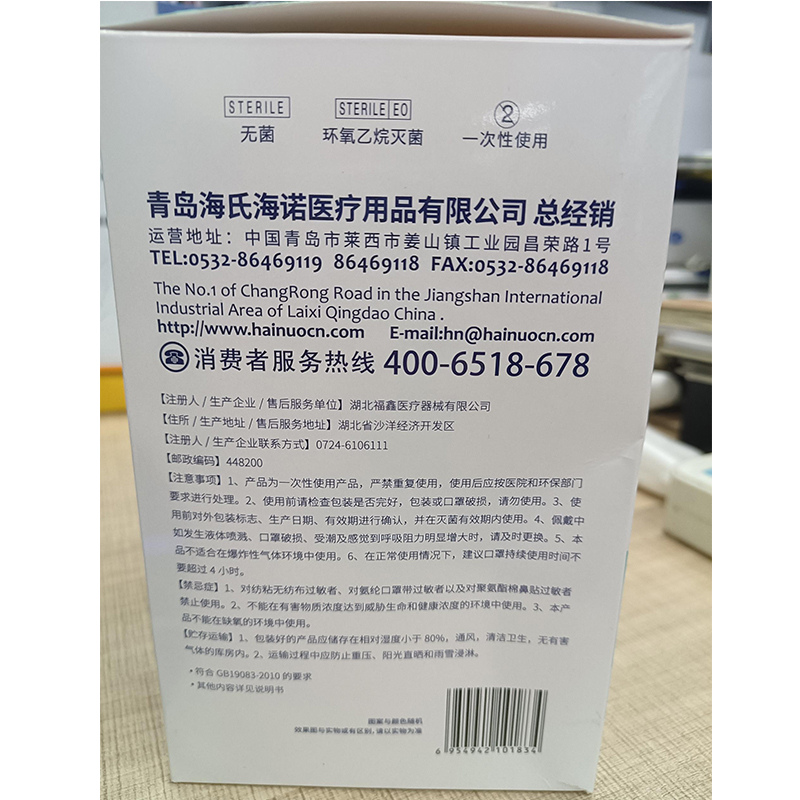 STERILE STERILE EO 2
无菌 环氧乙烷灭菌 一次性使用
青岛海氏海诺医疗用品有限公司 总经销
运营地址：中国青岛市莱西市姜山镇工业园昌荣路1号
TEL:0532-86469119 86469118 FAX:0532-86469118
The No.1 of ChangRong Road in the Jiangshan International
Industrial Area of Laixi Qingdao China .
http://www.hainuocn.com E-mail:hn@hainuocn.com
消费者服务热线 400-6518-678
【注册人/生产企业/售后服务单位】湖北福鑫医疗器械有限公司
【住所/生产地址/售后服务地址】湖北省沙洋经济开发区
【注册人/生产企业联系方式】0724-6106111
【邮政编码】448200
【注意事项】1、产品为一次性使用产品，严禁重复使用，使用后应按医院和环保部门
要求进行处理。2、使用前请检查包装是否完好，包装或口罩破损，请勿使用。3、使
用前对外包装标志、生产日期、有效期进行确认，并在灭菌有效期内使用。4、佩戴中
如发生液体喷溅、口罩破损、受潮及感觉到呼吸阻力明显增大时，请及时更换。5、本
品不适合在爆炸性气体环境中使用。6、在正常使用情况下，建议口罩持续使用时间不
要超过4小时。
【禁忌症】1、对纺粘无纺布过敏者、对氨纶口罩带过敏者以及对聚氨酯棉鼻贴过敏者
禁止使用。2、不能在有害物质浓度达到威胁生命和健康浓度的环境中使用。3、本产
品不能在缺氧的环境中使用。
【贮存运输】1、包装好的产品应储存在相对湿度小于80%，通风，清洁卫生，无有害
气体的库房内。2、运输过程中应防止重压、阳光直晒和雨雪浸淋。
·符合GB19083-2010的要求
·其他内容详见说明书
图案与颜色随机
效果图与实物或有区别，请以实物为准
6 954942 101834